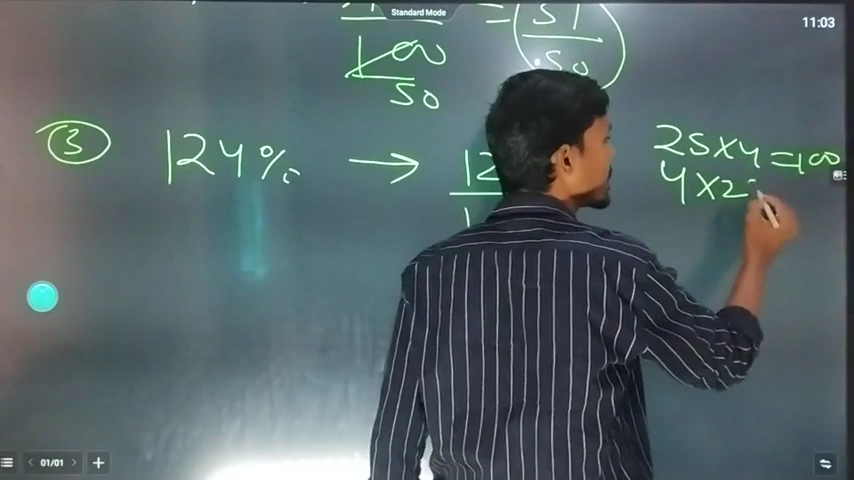 Standard Mode
11:03
100 = 51
50 .50
3 124% → 12
25x4=100
4x2
01/01